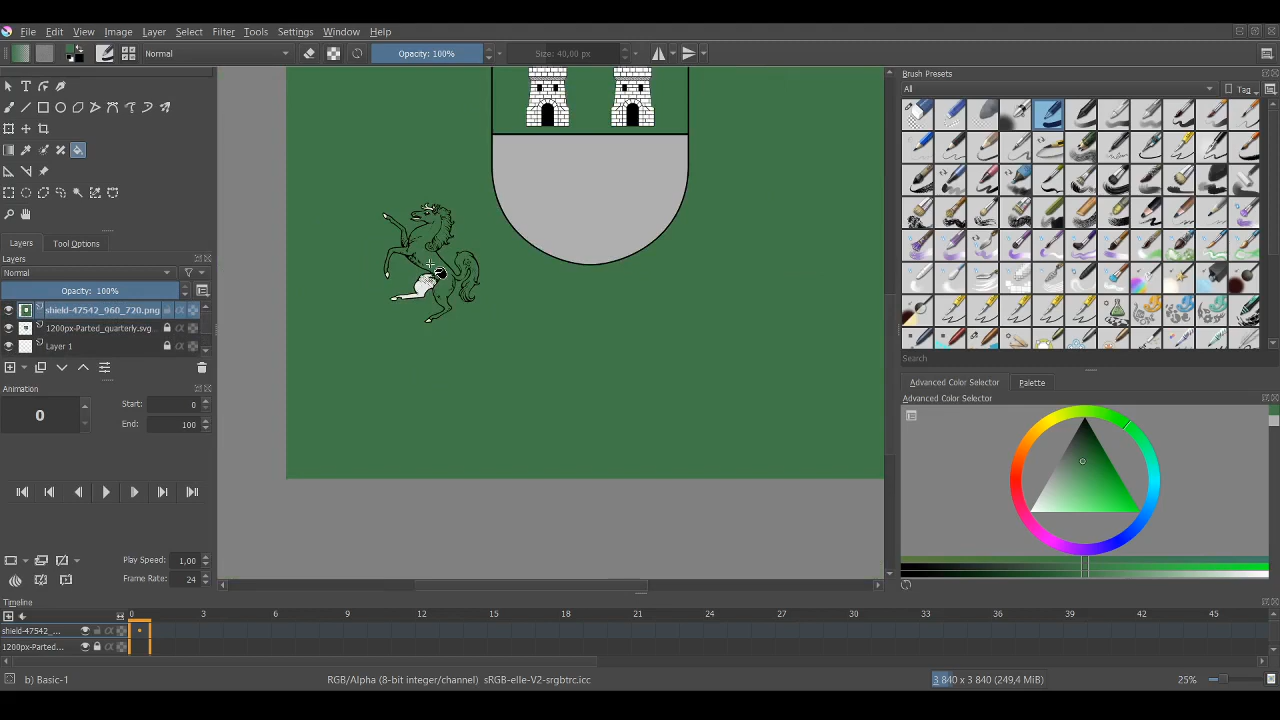 File Edit View Image Layer Select Filter Tools Settings Window Help
Normal Opacity: 100% Size: 40,00 px
Brush Presets
All Tag
Layers Tool Options
Layers
Normal
Opacity: 100%
shield-47542_960_720.png
1200px-Parted_quarterly.svg...
Layer 1
Search
Advanced Color Selector Palette
Advanced Color Selector
Animation
0 Start: 0
End: 100
Play Speed: 1,00
Frame Rate: 24
Timeline
0 3 6 9 12 15 18 21 24 27 30 33 36 39 42 45
shield-47542_...
1200px-Parted...
b) Basic-1 RGB/Alpha (8-bit integer/channel) sRGB-elle-V2-srgbtrc.icc 3 840 x 3 840 (249,4 MiB) 25%